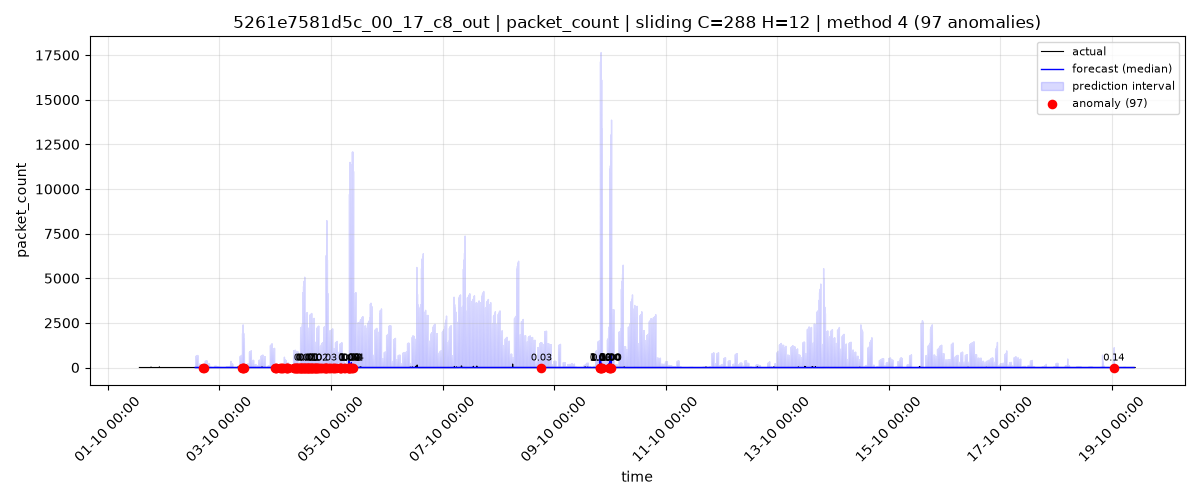 5261e7581d5c_00_17_c8_out | packet_count | sliding C=288 H=12 | method 4 (97 anomalies)
actual
forecast (median)
prediction interval
anomaly (97)
packet_count
17500
15000
12500
10000
7500
5000
2500
0
0.03
0.14
01-10 00:00
03-10 00:00
05-10 00:00
07-10 00:00
09-10 00:00
11-10 00:00
13-10 00:00
15-10 00:00
17-10 00:00
19-10 00:00
time